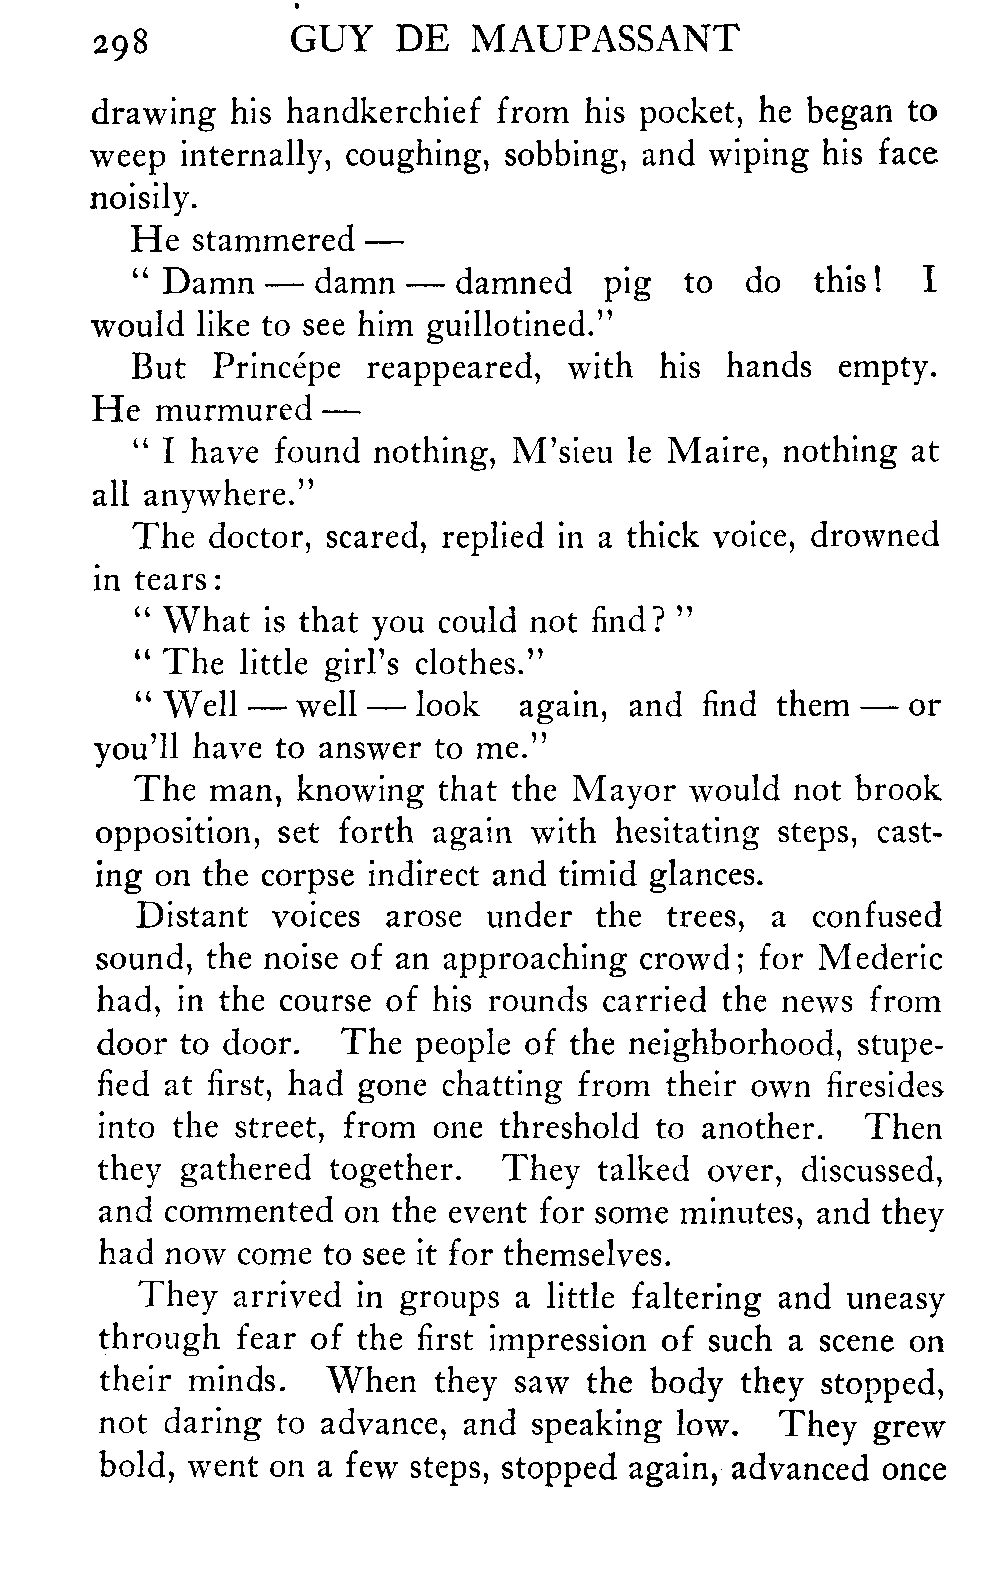 298 GUY DE MAUPASSANT
drawing his handkerchief from his pocket, he began to
weep internally, coughing, sobbing, and wiping his face
noisily.
He stammered —
“ Damn — damn — damned pig to do this! I
would like to see him guillotined.”
But Princépe reappeared, with his hands empty.
He murmured —
“ I have found nothing, M’sieu le Maire, nothing at
all anywhere.”
The doctor, scared, replied in a thick voice, drowned
in tears:
“ What is that you could not find? ”
“ The little girl’s clothes.”
“ Well — well — look again, and find them — or
you’ll have to answer to me.”
The man, knowing that the Mayor would not brook
opposition, set forth again with hesitating steps, cast-
ing on the corpse indirect and timid glances.
Distant voices arose under the trees, a confused
sound, the noise of an approaching crowd; for Mederic
had, in the course of his rounds carried the news from
door to door. The people of the neighborhood, stupe-
fied at first, had gone chatting from their own firesides
into the street, from one threshold to another. Then
they gathered together. They talked over, discussed,
and commented on the event for some minutes, and they
had now come to see it for themselves.
They arrived in groups a little faltering and uneasy
through fear of the first impression of such a scene on
their minds. When they saw the body they stopped,
not daring to advance, and speaking low. They grew
bold, went on a few steps, stopped again, advanced once